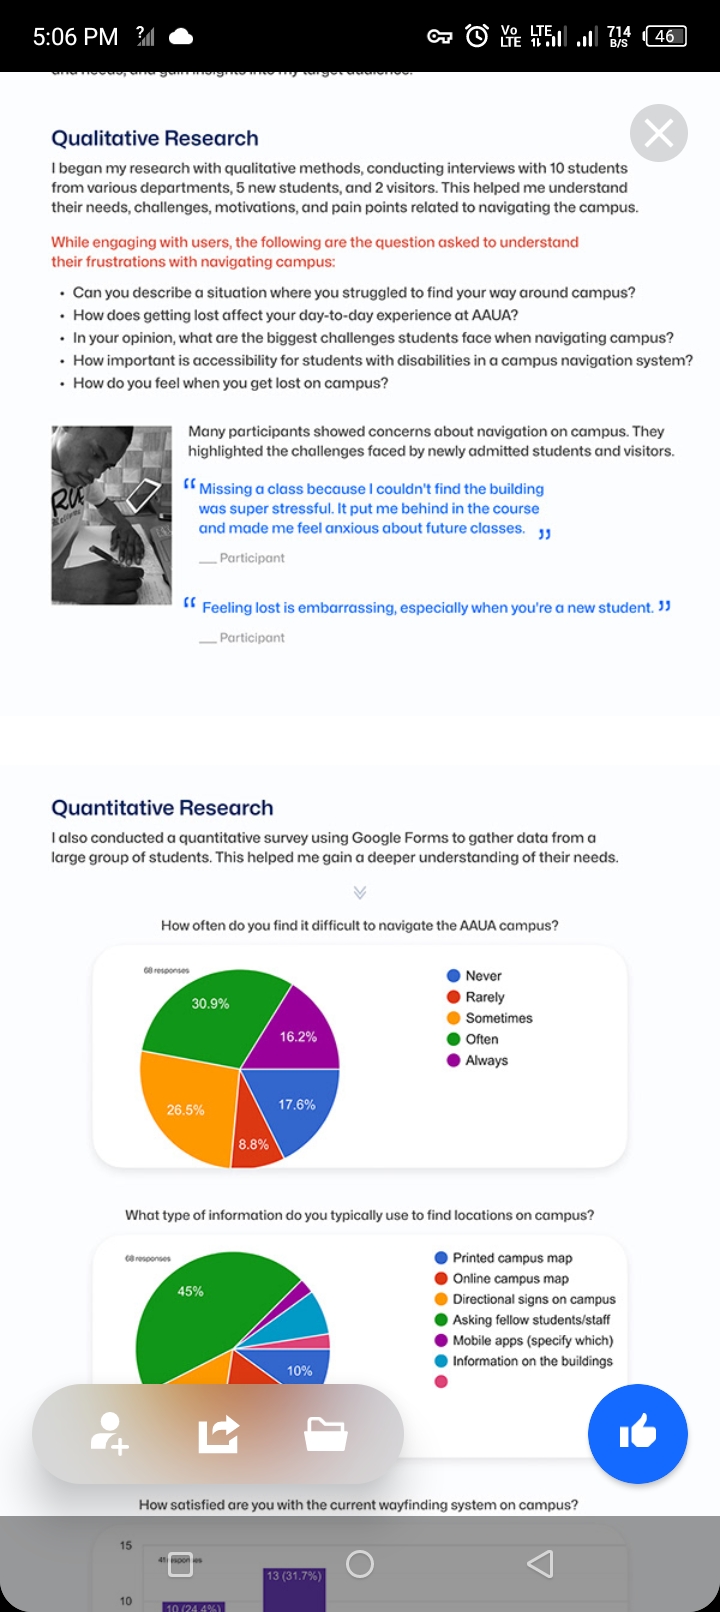 5:06 PM
Vo LTE
LTE
714 B/S
46
and needs, and gain insights into my target audience.
Qualitative Research
I began my research with qualitative methods, conducting interviews with 10 students
from various departments, 5 new students, and 2 visitors. This helped me understand
their needs, challenges, motivations, and pain points related to navigating the campus.
While engaging with users, the following are the question asked to understand
their frustrations with navigating campus:
• Can you describe a situation where you struggled to find your way around campus?
• How does getting lost affect your day-to-day experience at AAUA?
• In your opinion, what are the biggest challenges students face when navigating campus?
• How important is accessibility for students with disabilities in a campus navigation system?
• How do you feel when you get lost on campus?
Many participants showed concerns about navigation on campus. They
highlighted the challenges faced by newly admitted students and visitors.
“ Missing a class because I couldn't find the building
was super stressful. It put me behind in the course
and made me feel anxious about future classes. ”
__ Participant
“ Feeling lost is embarrassing, especially when you're a new student. ”
__ Participant
Quantitative Research
I also conducted a quantitative survey using Google Forms to gather data from a
large group of students. This helped me gain a deeper understanding of their needs.
How often do you find it difficult to navigate the AAUA campus?
68 responses
30.9%
16.2%
26.5%
17.6%
8.8%
Never
Rarely
Sometimes
Often
Always
What type of information do you typically use to find locations on campus?
68 responses
45%
10%
Printed campus map
Online campus map
Directional signs on campus
Asking fellow students/staff
Mobile apps (specify which)
Information on the buildings
How satisfied are you with the current wayfinding system on campus?
15
41 responses
13 (31.7%)
10
10 (24.4%)